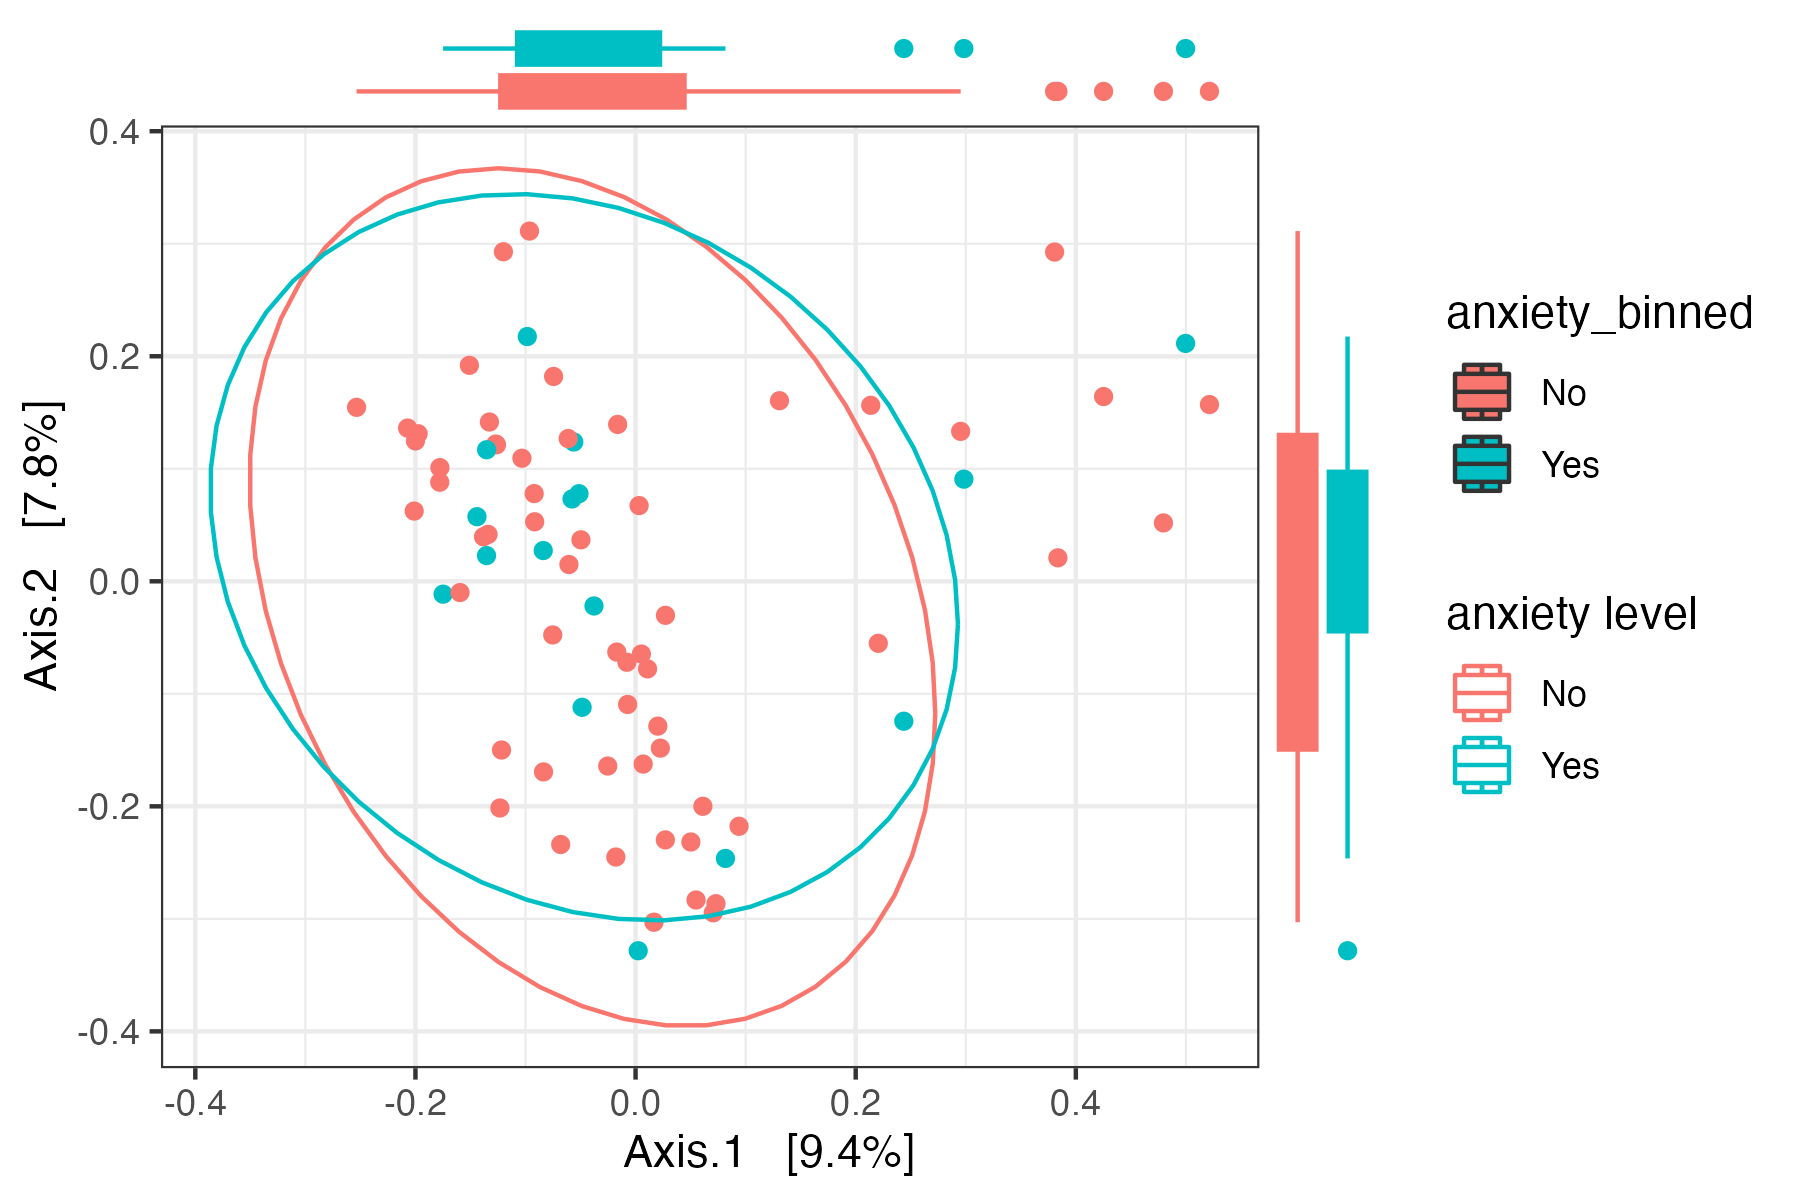 0.4
0.2
0.0
-0.2
-0.4
Axis.2 [7.8%]
-0.4 -0.2 0.0 0.2 0.4
Axis.1 [9.4%]
anxiety_binned
No
Yes
anxiety level
No
Yes